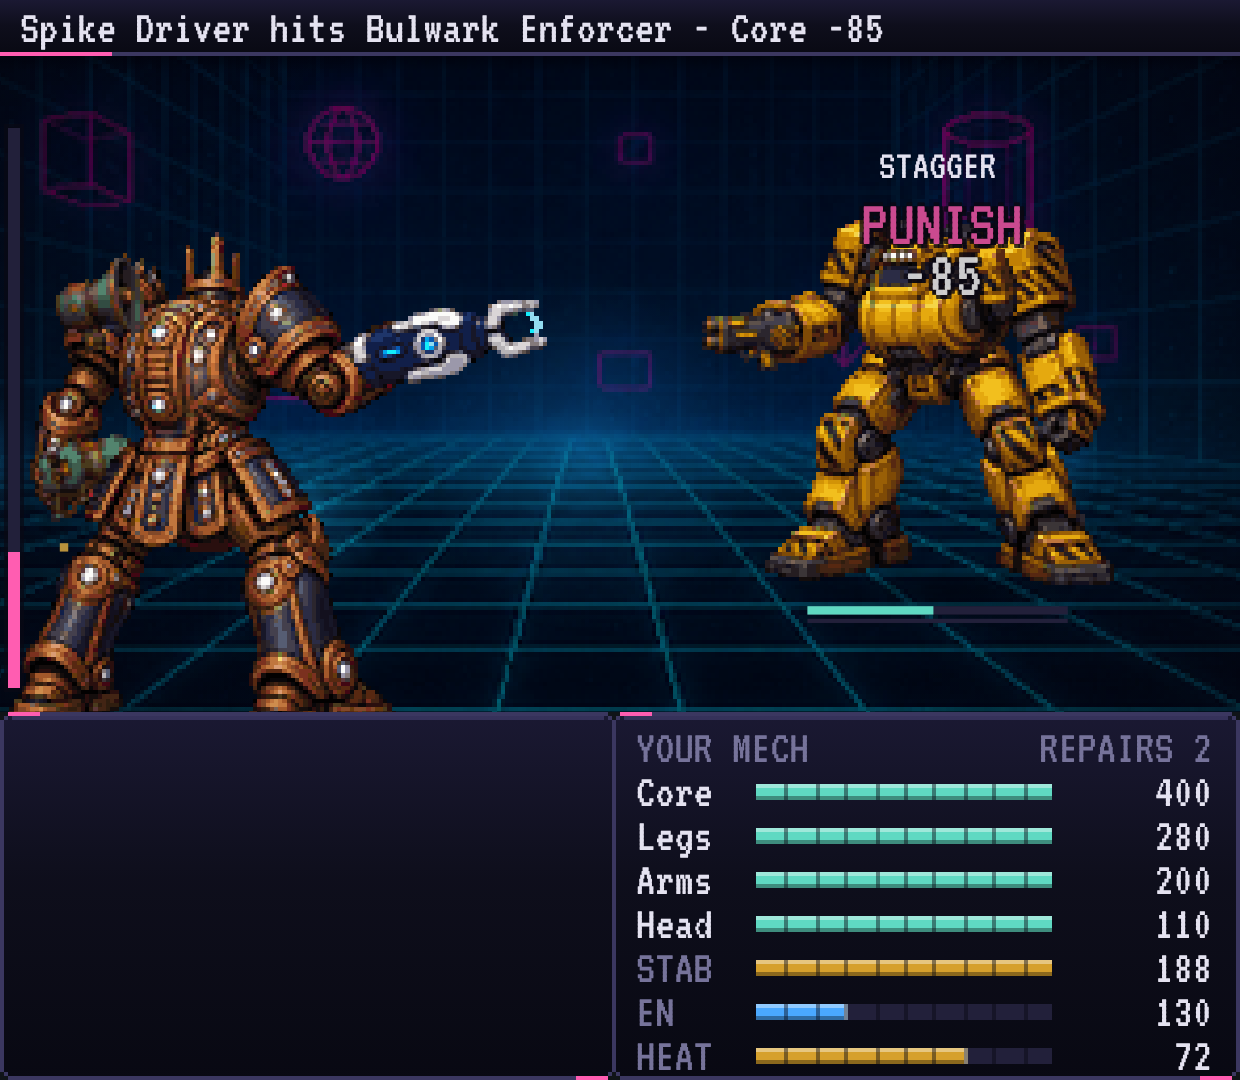 Spike Driver hits Bulwark Enforcer - Core -85
STAGGER
PUNISH
-85
YOUR MECH REPAIRS 2
Core 400
Legs 280
Arms 200
Head 110
STAB 188
EN 130
HEAT 72